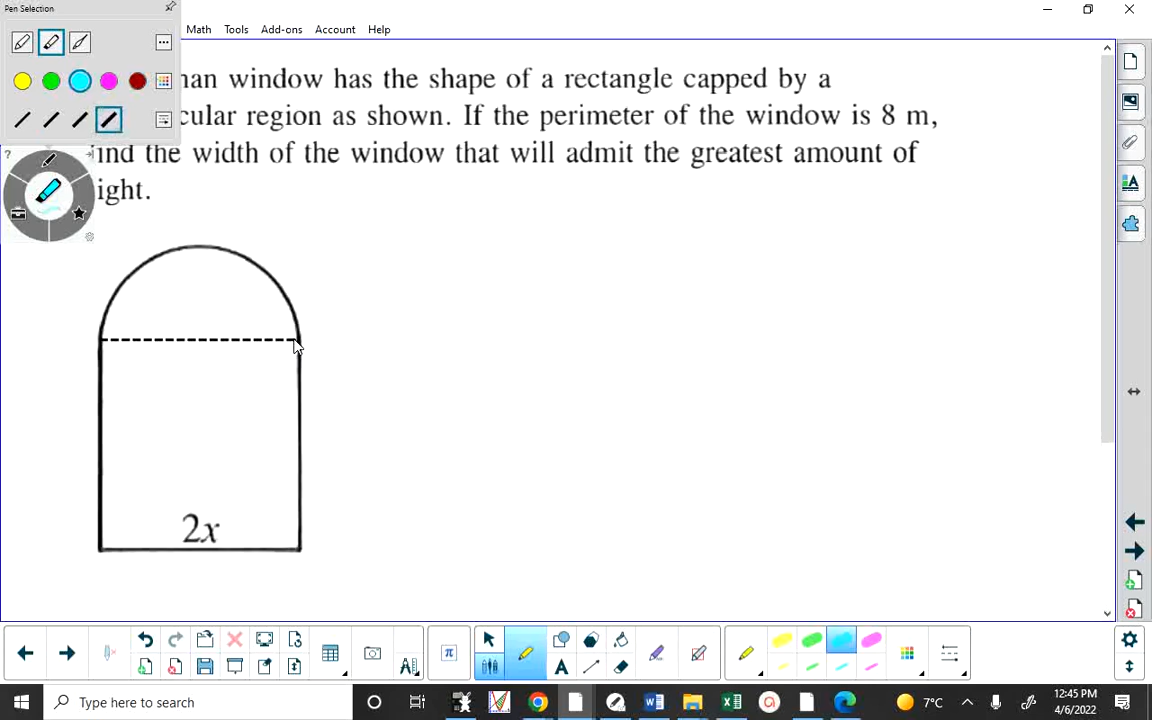 Pen Selection
Math Tools Add-ons Account Help
man window has the shape of a rectangle capped by a
cular region as shown. If the perimeter of the window is 8 m,
ind the width of the window that will admit the greatest amount of
ight.
?
2x
π
A
Type here to search
7°C
12:45 PM
4/6/2022